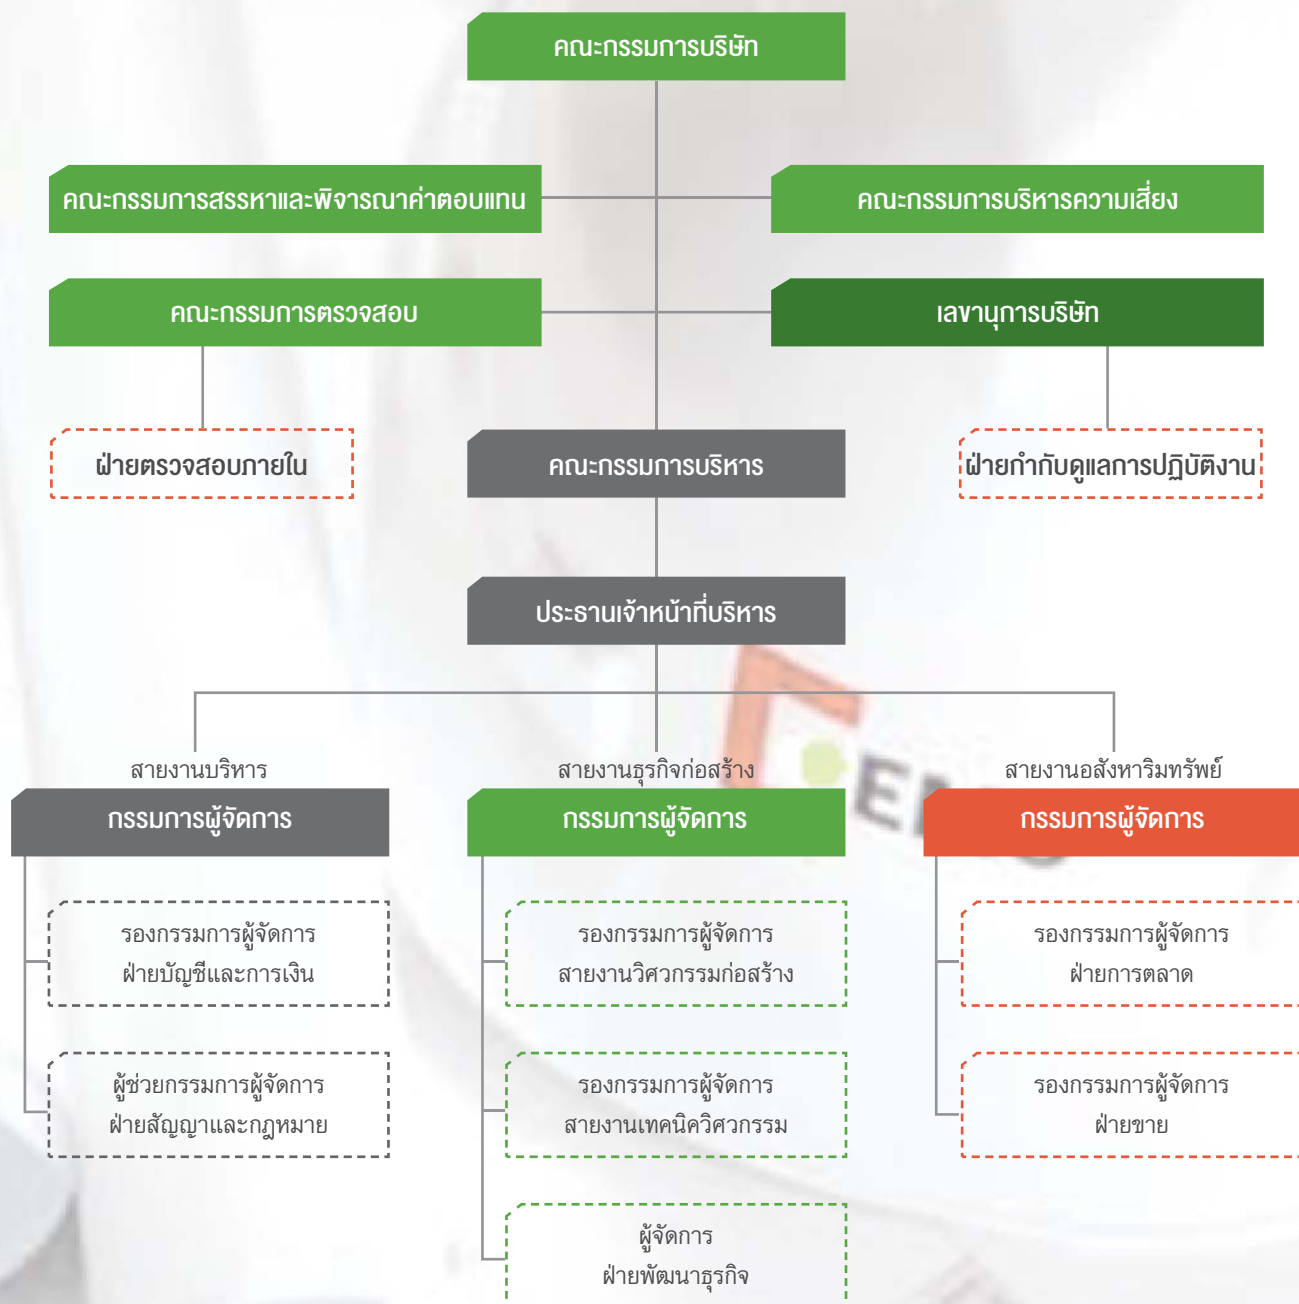 คณะกรรมการบริษัท
คณะกรรมการสรรหาและพิจารณาค่าตอบแทน
คณะกรรมการบริหารความเสี่ยง
คณะกรรมการตรวจสอบ
เลขานุการบริษัท
ฝ่ายตรวจสอบภายใน
คณะกรรมการบริหาร
ฝ่ายกำกับดูแลการปฏิบัติงาน
ประธานเจ้าหน้าที่บริหาร
สายงานบริหาร
กรรมการผู้จัดการ
รองกรรมการผู้จัดการ
ฝ่ายบัญชีและการเงิน
ผู้ช่วยกรรมการผู้จัดการ
ฝ่ายสัญญาและกฎหมาย
สายงานธุรกิจก่อสร้าง
กรรมการผู้จัดการ
รองกรรมการผู้จัดการ
สายงานวิศวกรรมก่อสร้าง
รองกรรมการผู้จัดการ
สายงานเทคนิควิศวกรรม
ผู้จัดการ
ฝ่ายพัฒนาธุรกิจ
สายงานอสังหาริมทรัพย์
กรรมการผู้จัดการ
รองกรรมการผู้จัดการ
ฝ่ายการตลาด
รองกรรมการผู้จัดการ
ฝ่ายขาย